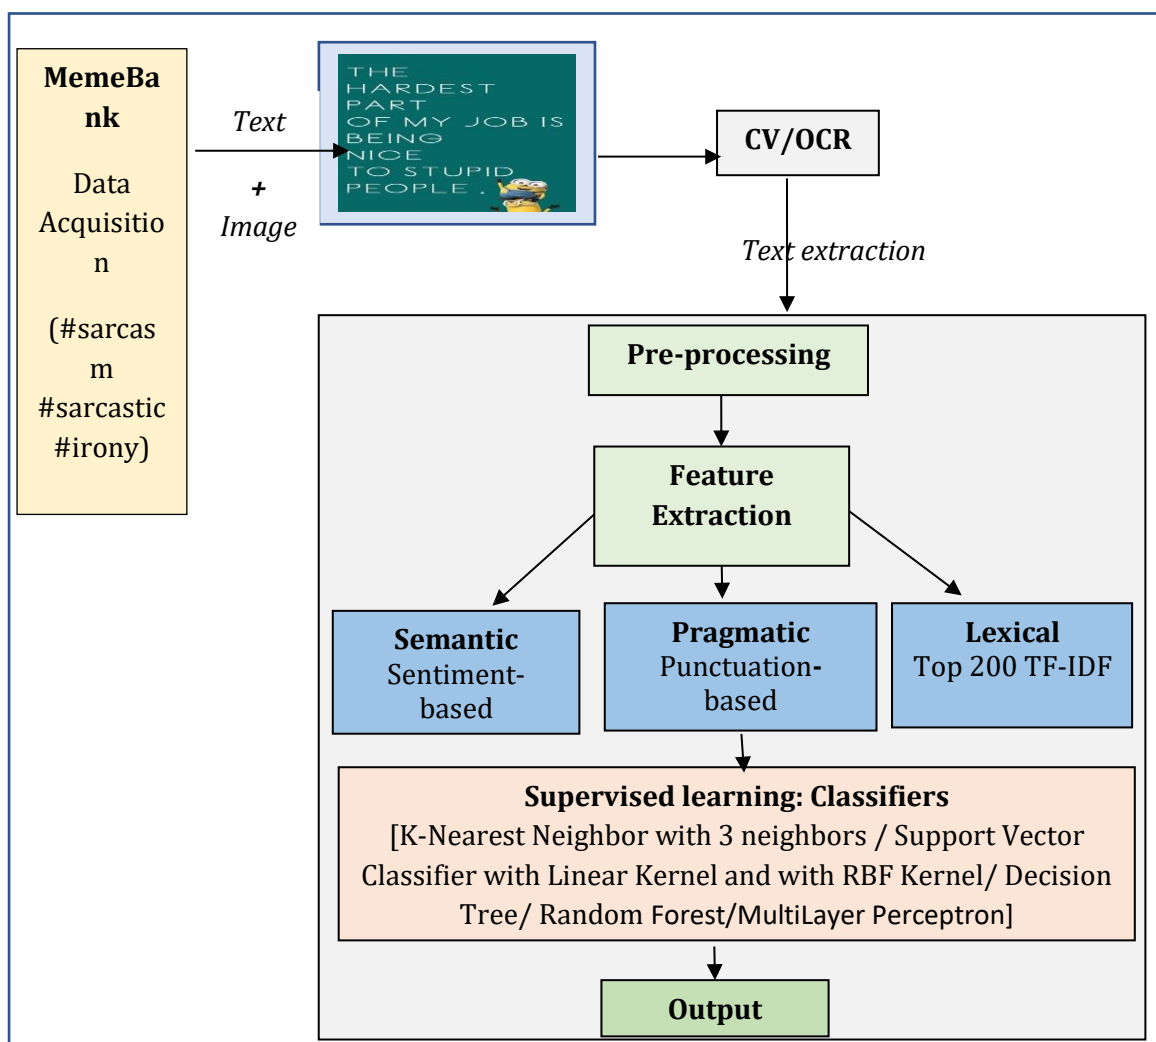 MemeBa
nk
Data
Acquisitio
n
(#sarcas
m
#sarcastic
#irony)
Text
+
Image
THE
HARDEST
PART
OF MY JOB IS
BEING
NICE
TO STUPID
PEOPLE .
CV/OCR
Text extraction
Pre-processing
Feature
Extraction
Semantic
Sentiment-
based
Pragmatic
Punctuation-
based
Lexical
Top 200 TF-IDF
Supervised learning: Classifiers
[K-Nearest Neighbor with 3 neighbors / Support Vector
Classifier with Linear Kernel and with RBF Kernel/ Decision
Tree/ Random Forest/MultiLayer Perceptron]
Output